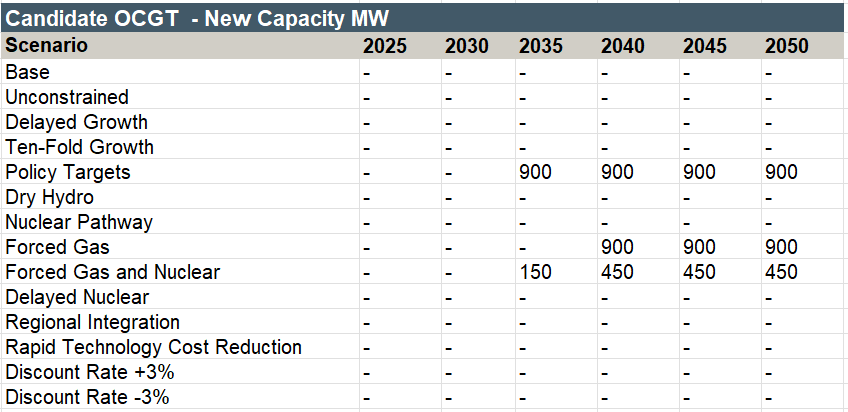 Candidate OCGT - New Capacity MW
Scenario 2025 2030 2035 2040 2045 2050
Base - - - - - -
Unconstrained - - - - - -
Delayed Growth - - - - - -
Ten-Fold Growth - - - - - -
Policy Targets - - 900 900 900 900
Dry Hydro - - - - - -
Nuclear Pathway - - - - - -
Forced Gas - - - 900 900 900
Forced Gas and Nuclear - - 150 450 450 450
Delayed Nuclear - - - - - -
Regional Integration - - - - - -
Rapid Technology Cost Reduction - - - - - -
Discount Rate +3% - - - - - -
Discount Rate -3% - - - - - -